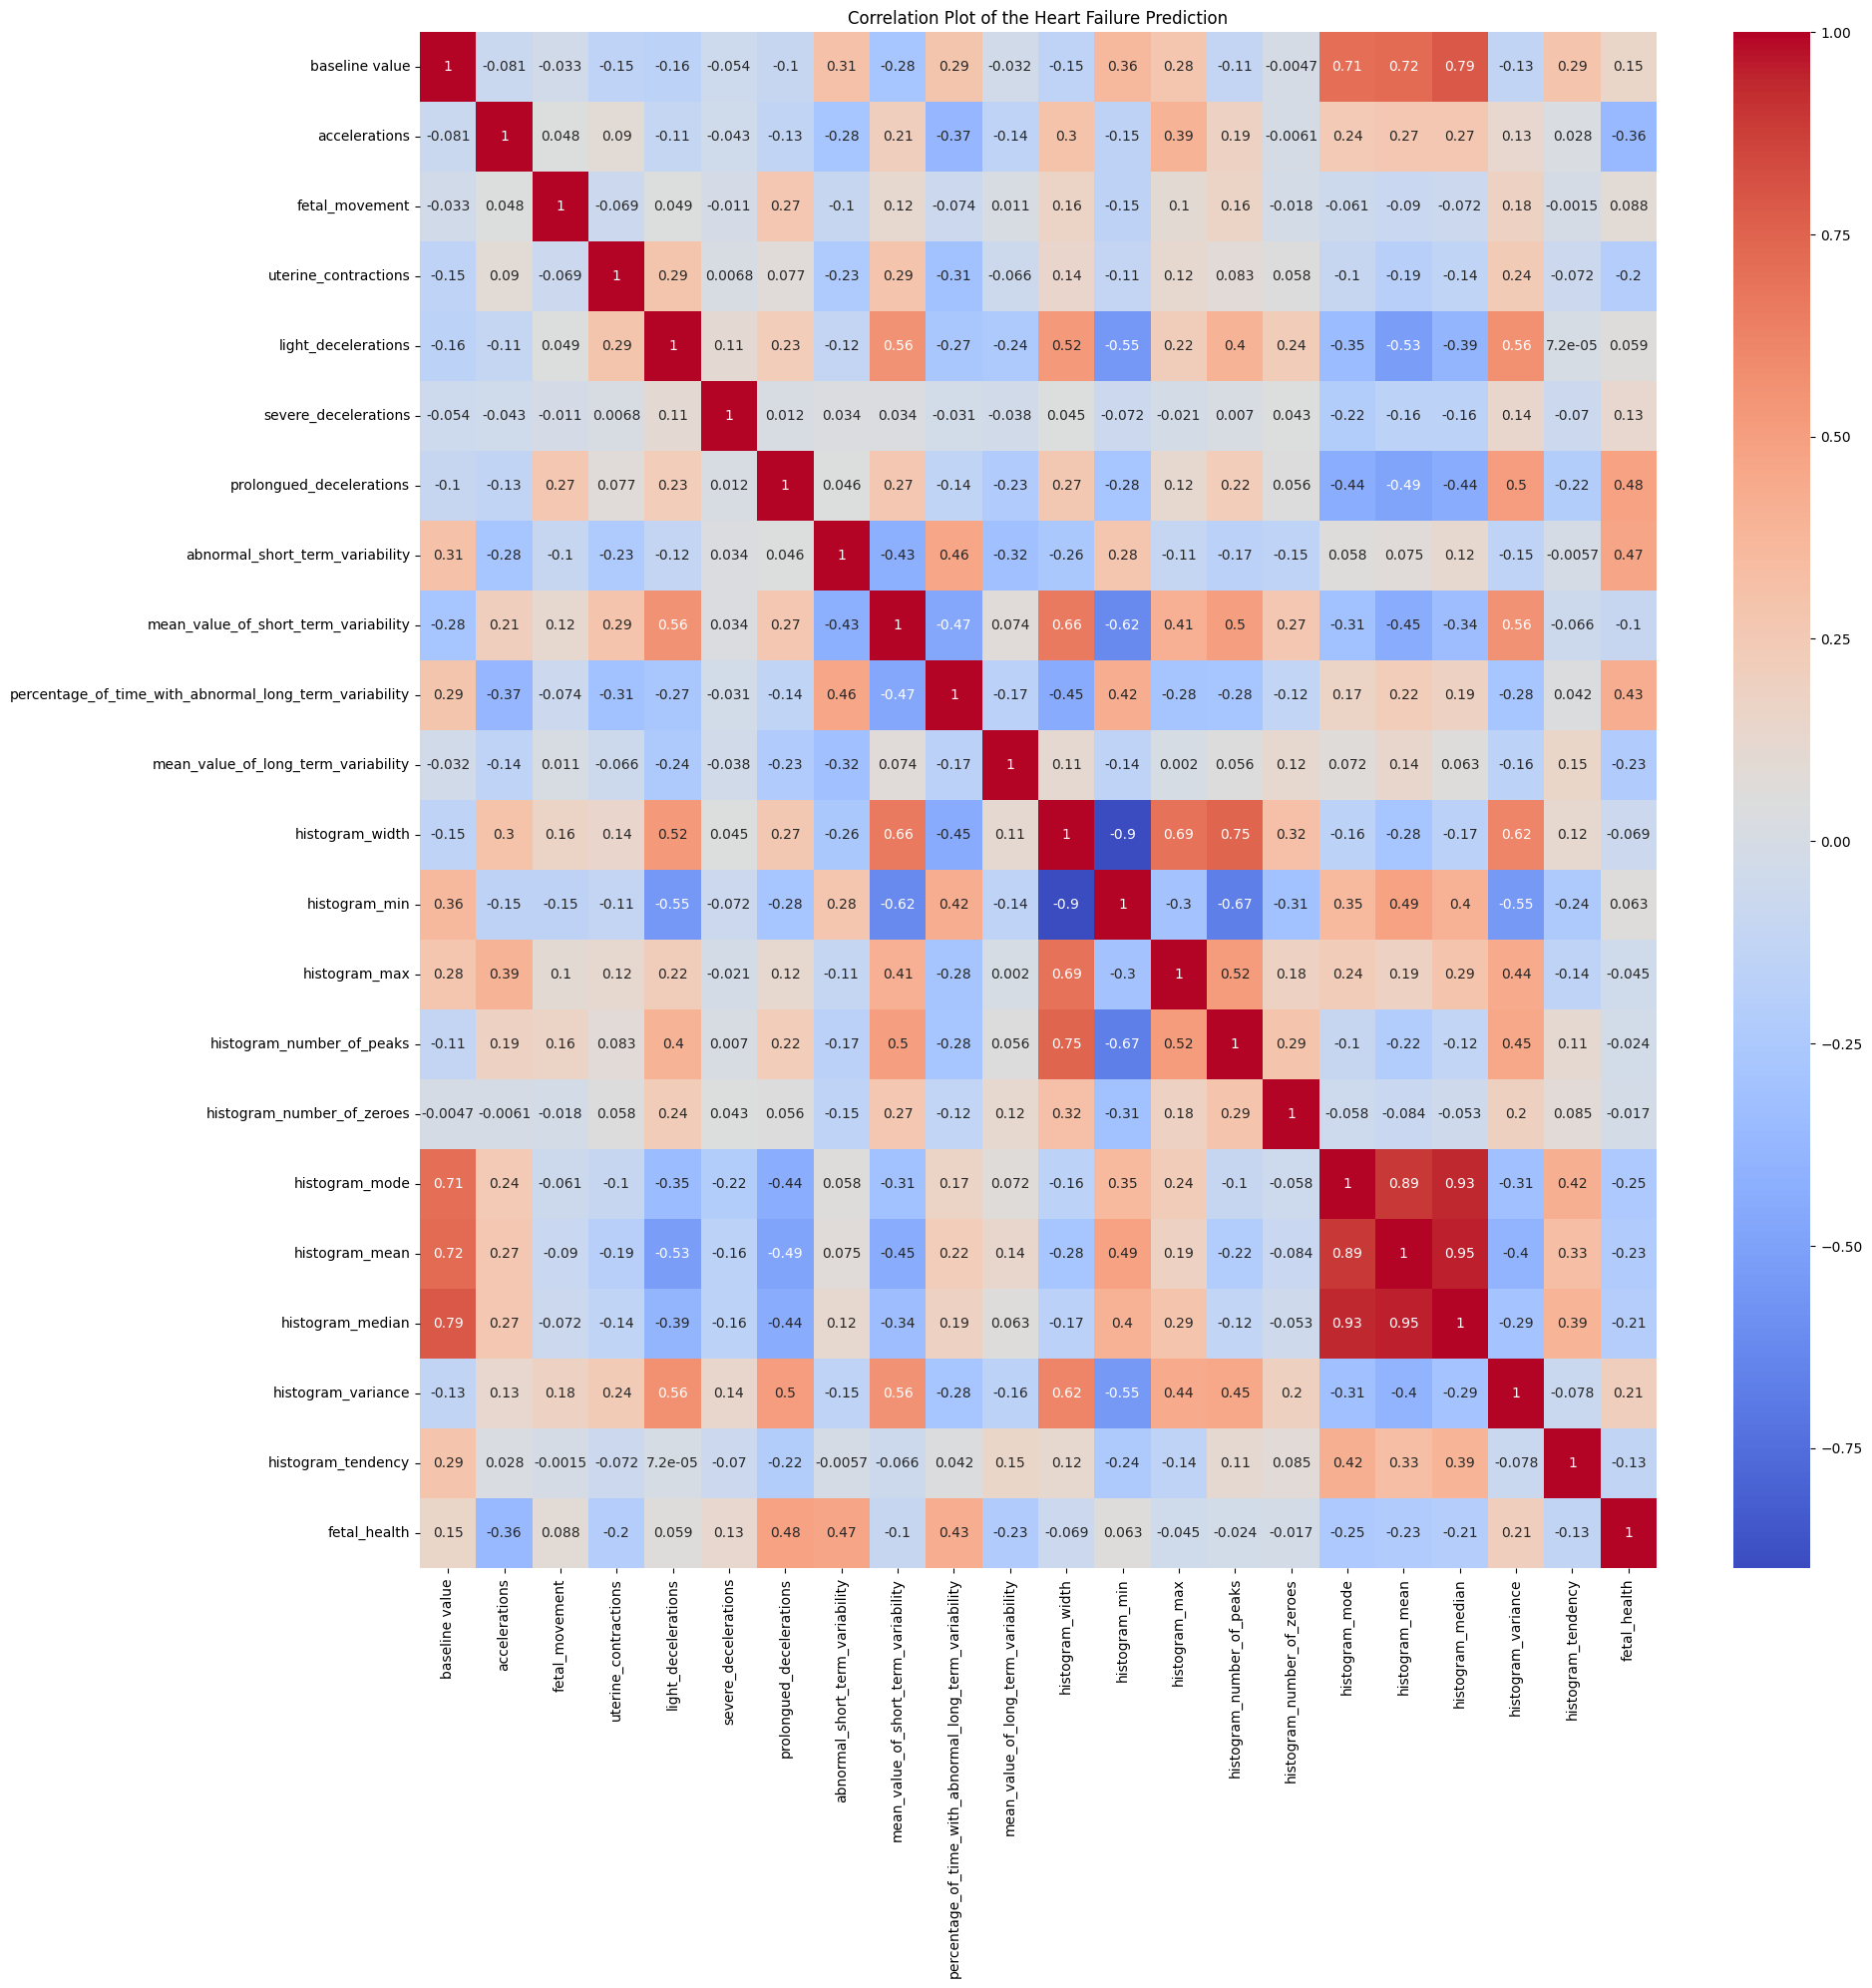 Correlation Plot of the Heart Failure Prediction
baseline value 1 -0.081 -0.033 -0.15 -0.16 -0.054 -0.1 0.31 -0.28 0.29 -0.032 -0.15 0.36 0.28 -0.11 -0.0047 0.71 0.72 0.79 -0.13 0.29 0.15
accelerations -0.081 1 0.048 0.09 -0.11 -0.043 -0.13 -0.28 0.21 -0.37 -0.14 0.3 -0.15 0.39 0.19 -0.0061 0.24 0.27 0.27 0.13 0.028 -0.36
fetal_movement -0.033 0.048 1 -0.069 0.049 -0.011 0.27 -0.1 0.12 -0.074 0.011 0.16 -0.15 0.1 0.16 -0.018 -0.061 -0.09 -0.072 0.18 -0.0015 0.088
uterine_contractions -0.15 0.09 -0.069 1 0.29 0.0068 0.077 -0.23 0.29 -0.31 -0.066 0.14 -0.11 0.12 0.083 0.058 -0.1 -0.19 -0.14 0.24 -0.072 -0.2
light_decelerations -0.16 -0.11 0.049 0.29 1 0.11 0.23 -0.12 0.56 -0.27 -0.24 0.52 -0.55 0.22 0.4 0.24 -0.35 -0.53 -0.39 0.56 7.2e-05 0.059
severe_decelerations -0.054 -0.043 -0.011 0.0068 0.11 1 0.012 0.034 0.034 -0.031 -0.038 0.045 -0.072 -0.021 0.007 0.043 -0.22 -0.16 -0.16 0.14 -0.07 0.13
prolongued_decelerations -0.1 -0.13 0.27 0.077 0.23 0.012 1 0.046 0.27 -0.14 -0.23 0.27 -0.28 0.12 0.22 0.056 -0.44 -0.49 -0.44 0.5 -0.22 0.48
abnormal_short_term_variability 0.31 -0.28 -0.1 -0.23 -0.12 0.034 0.046 1 -0.43 0.46 -0.32 -0.26 0.28 -0.11 -0.17 -0.15 0.058 0.075 0.12 -0.15 -0.0057 0.47
mean_value_of_short_term_variability -0.28 0.21 0.12 0.29 0.56 0.034 0.27 -0.43 1 -0.47 0.074 0.66 -0.62 0.41 0.5 0.27 -0.31 -0.45 -0.34 0.56 -0.066 -0.1
percentage_of_time_with_abnormal_long_term_variability 0.29 -0.37 -0.074 -0.31 -0.27 -0.031 -0.14 0.46 -0.47 1 -0.17 -0.45 0.42 -0.28 -0.28 -0.12 0.17 0.22 0.19 -0.28 0.042 0.43
mean_value_of_long_term_variability -0.032 -0.14 0.011 -0.066 -0.24 -0.038 -0.23 -0.32 0.074 -0.17 1 0.11 -0.14 0.002 0.056 0.12 0.072 0.14 0.063 -0.16 0.15 -0.23
histogram_width -0.15 0.3 0.16 0.14 0.52 0.045 0.27 -0.26 0.66 -0.45 0.11 1 -0.9 0.69 0.75 0.32 -0.16 -0.28 -0.17 0.62 0.12 -0.069
histogram_min 0.36 -0.15 -0.15 -0.11 -0.55 -0.072 -0.28 0.28 -0.62 0.42 -0.14 -0.9 1 -0.3 -0.67 -0.31 0.35 0.49 0.4 -0.55 -0.24 0.063
histogram_max 0.28 0.39 0.1 0.12 0.22 -0.021 0.12 -0.11 0.41 -0.28 0.002 0.69 -0.3 1 0.52 0.18 0.24 0.19 0.29 0.44 -0.14 -0.045
histogram_number_of_peaks -0.11 0.19 0.16 0.083 0.4 0.007 0.22 -0.17 0.5 -0.28 0.056 0.75 -0.67 0.52 1 0.29 -0.1 -0.22 -0.12 0.45 0.11 -0.024
histogram_number_of_zeroes -0.0047 -0.0061 -0.018 0.058 0.24 0.043 0.056 -0.15 0.27 -0.12 0.12 0.32 -0.31 0.18 0.29 1 -0.058 -0.084 -0.053 0.2 0.085 -0.017
histogram_mode 0.71 0.24 -0.061 -0.1 -0.35 -0.22 -0.44 0.058 -0.31 0.17 0.072 -0.16 0.35 0.24 -0.1 -0.058 1 0.89 0.93 -0.31 0.42 -0.25
histogram_mean 0.72 0.27 -0.09 -0.19 -0.53 -0.16 -0.49 0.075 -0.45 0.22 0.14 -0.28 0.49 0.19 -0.22 -0.084 0.89 1 0.95 -0.4 0.33 -0.23
histogram_median 0.79 0.27 -0.072 -0.14 -0.39 -0.16 -0.44 0.12 -0.34 0.19 0.063 -0.17 0.4 0.29 -0.12 -0.053 0.93 0.95 1 -0.29 0.39 -0.21
histogram_variance -0.13 0.13 0.18 0.24 0.56 0.14 0.5 -0.15 0.56 -0.28 -0.16 0.62 -0.55 0.44 0.45 0.2 -0.31 -0.4 -0.29 1 -0.078 0.21
histogram_tendency 0.29 0.028 -0.0015 -0.072 7.2e-05 -0.07 -0.22 -0.0057 -0.066 0.042 0.15 0.12 -0.24 -0.14 0.11 0.085 0.42 0.33 0.39 -0.078 1 -0.13
fetal_health 0.15 -0.36 0.088 -0.2 0.059 0.13 0.48 0.47 -0.1 0.43 -0.23 -0.069 0.063 -0.045 -0.024 -0.017 -0.25 -0.23 -0.21 0.21 -0.13 1
baseline value
accelerations
fetal_movement
uterine_contractions
light_decelerations
severe_decelerations
prolongued_decelerations
abnormal_short_term_variability
mean_value_of_short_term_variability
percentage_of_time_with_abnormal_long_term_variability
mean_value_of_long_term_variability
histogram_width
histogram_min
histogram_max
histogram_number_of_peaks
histogram_number_of_zeroes
histogram_mode
histogram_mean
histogram_median
histogram_variance
histogram_tendency
fetal_health
1.00
0.75
0.50
0.25
0.00
−0.25
−0.50
−0.75